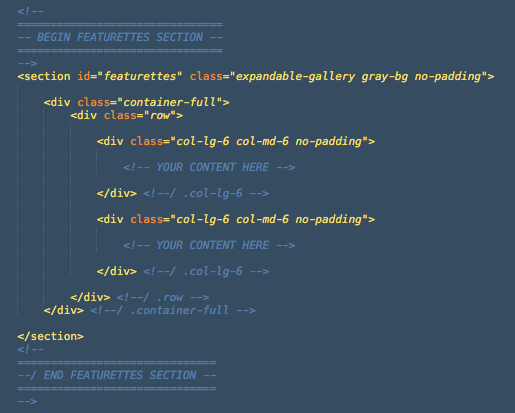 <!--
===============================
-- BEGIN FEATURETTES SECTION --
===============================
-->
<section id="featurettes" class="expandable-gallery gray-bg no-padding">
<div class="container-full">
<div class="row">
<div class="col-lg-6 col-md-6 no-padding">
<!-- YOUR CONTENT HERE -->
</div> <!--/ .col-lg-6 -->
<div class="col-lg-6 col-md-6 no-padding">
<!-- YOUR CONTENT HERE -->
</div> <!--/ .col-lg-6 -->
</div> <!--/ .row -->
</div> <!--/ .container-full -->
</section>
<!--
==============================
--/ END FEATURETTES SECTION --
==============================
-->